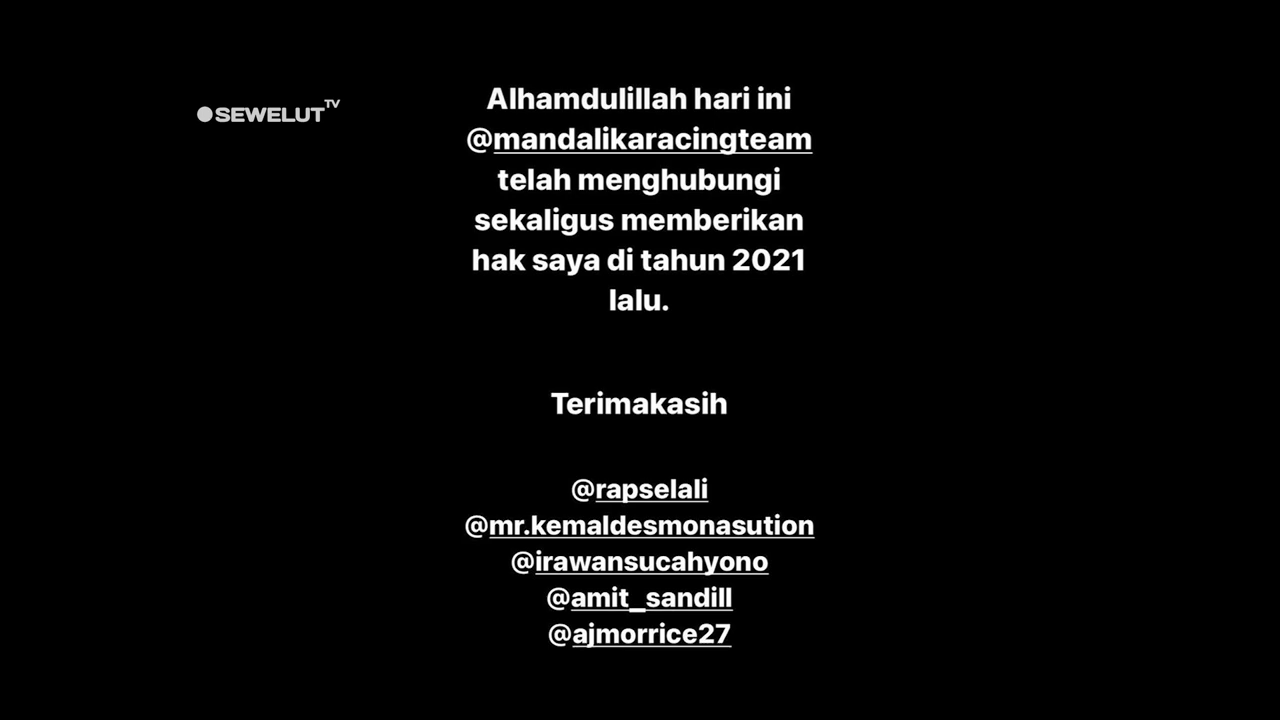 SEWELUT TV
Alhamdulillah hari ini
@mandalikaracingteam
telah menghubungi
sekaligus memberikan
hak saya di tahun 2021
lalu.
Terimakasih
@rapselali
@mr.kemaldesmonasution
@irawansucahyono
@amit_sandill
@ajmorrice27